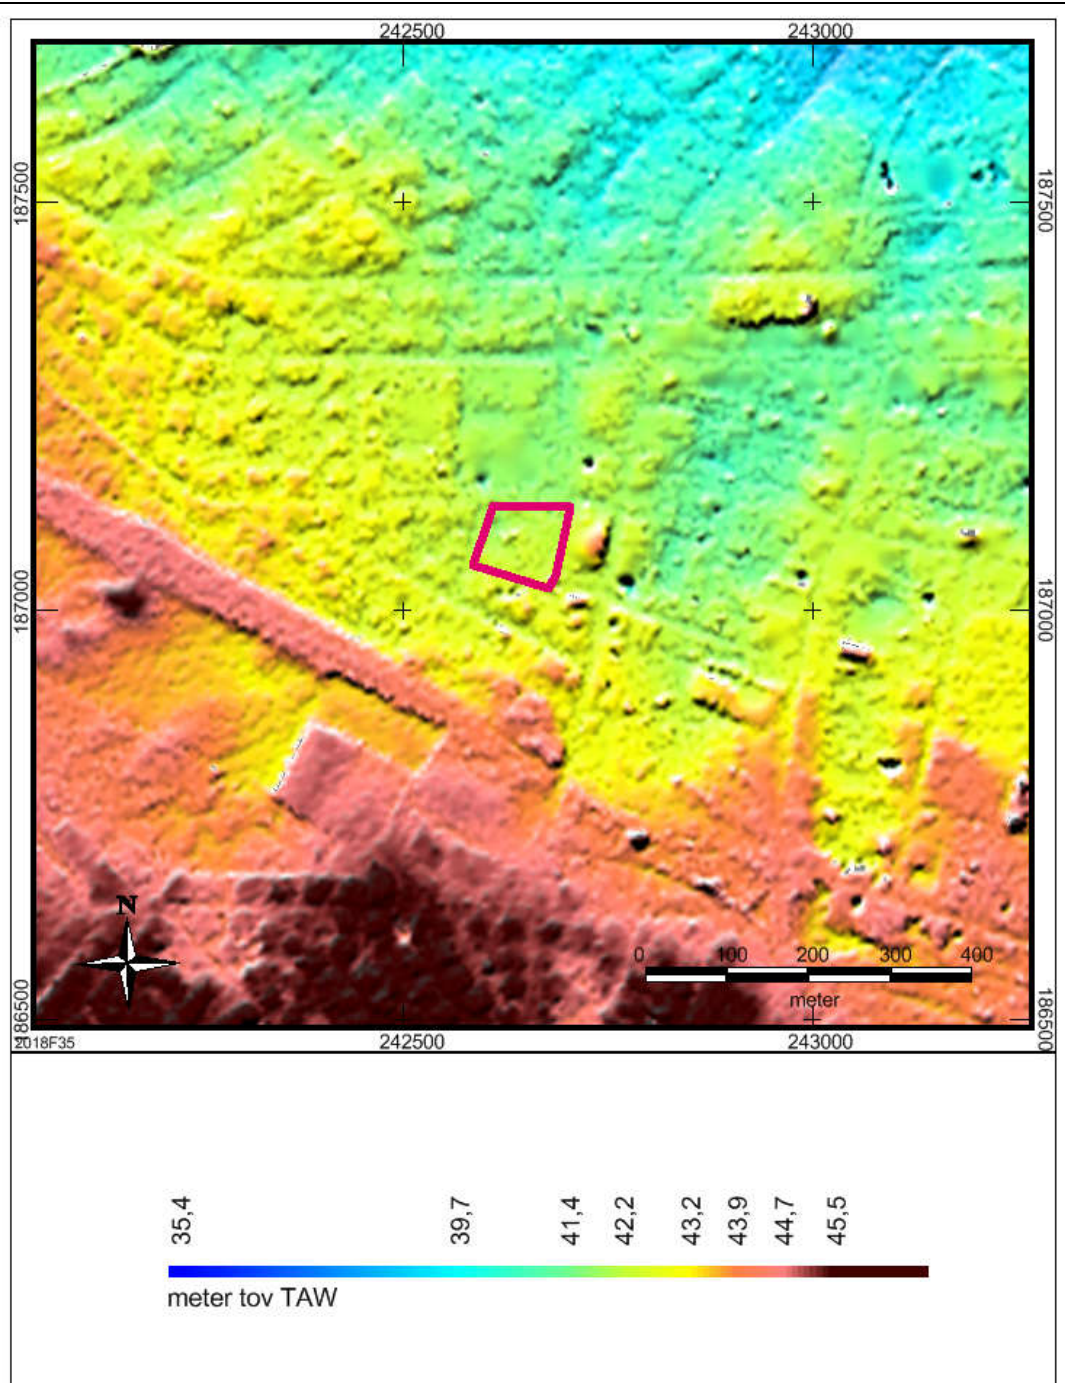 242500 243000
187500 187500
187000 187000
N
0 100 200 300 400
meter
186500 186500
2018F35 242500 243000
35,4 39,7 41,4 42,2 43,2 43,9 44,7 45,5
meter tov TAW